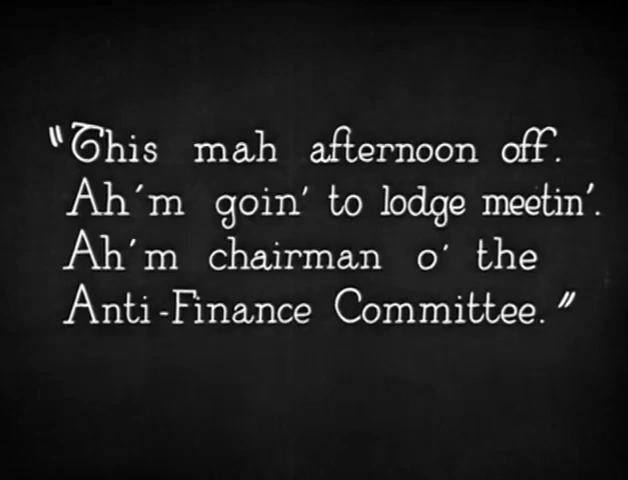 "This mah afternoon off.
Ah'm goin' to lodge meetin'.
Ah'm chairman o' the
Anti-Finance Committee."